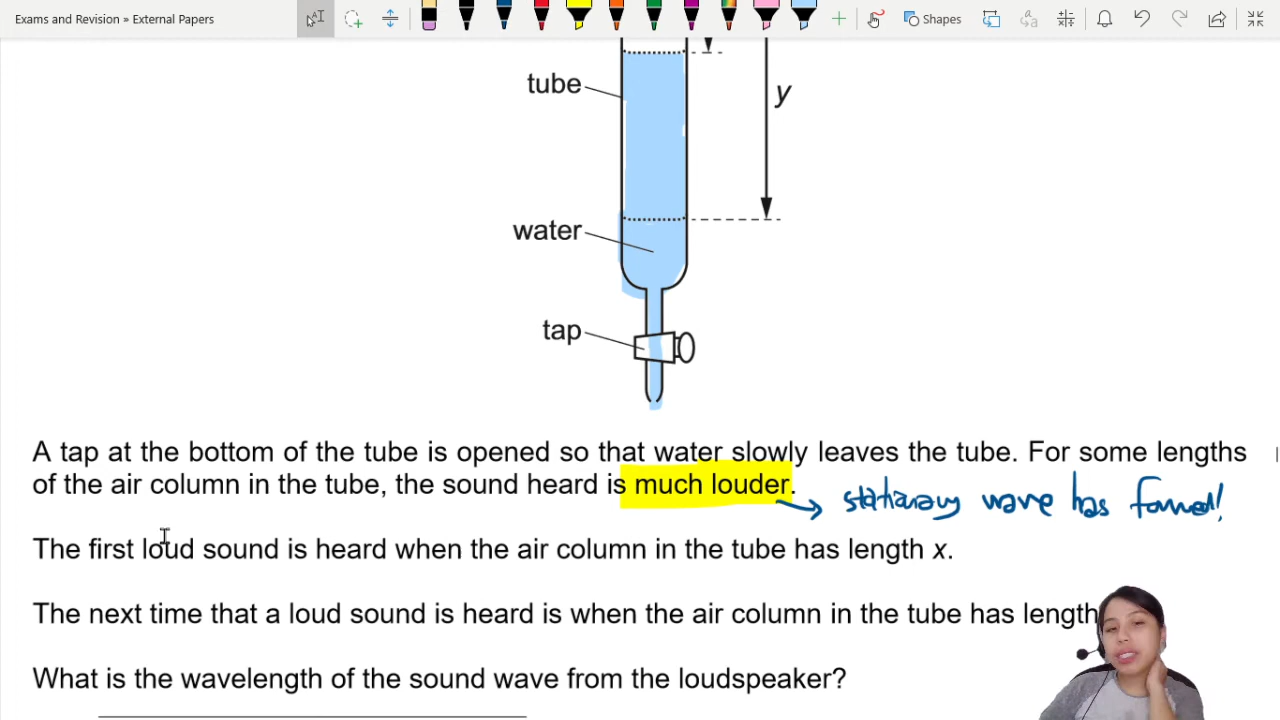 Exams and Revision » External Papers
Shapes
tube
y
water
tap
A tap at the bottom of the tube is opened so that water slowly leaves the tube. For some lengths
of the air column in the tube, the sound heard is much louder.
stationary wave has formed!
The first loud sound is heard when the air column in the tube has length x.
The next time that a loud sound is heard is when the air column in the tube has length
What is the wavelength of the sound wave from the loudspeaker?